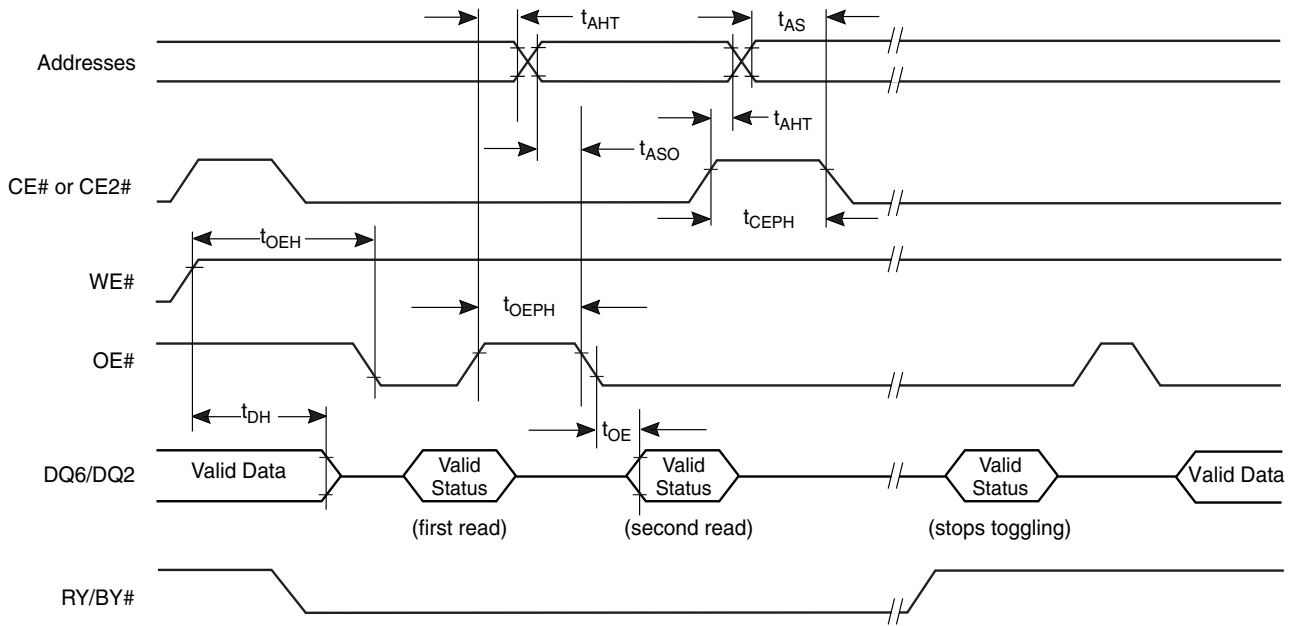 tAHT
tAS
Addresses
tAHT
tASO
CE# or CE2#
tCEPH
tOEH
WE#
tOEPH
OE#
tDH
tOE
DQ6/DQ2
Valid Data
Valid
Status
Valid
Status
Valid
Status
Valid Data
(first read)
(second read)
(stops toggling)
RY/BY#